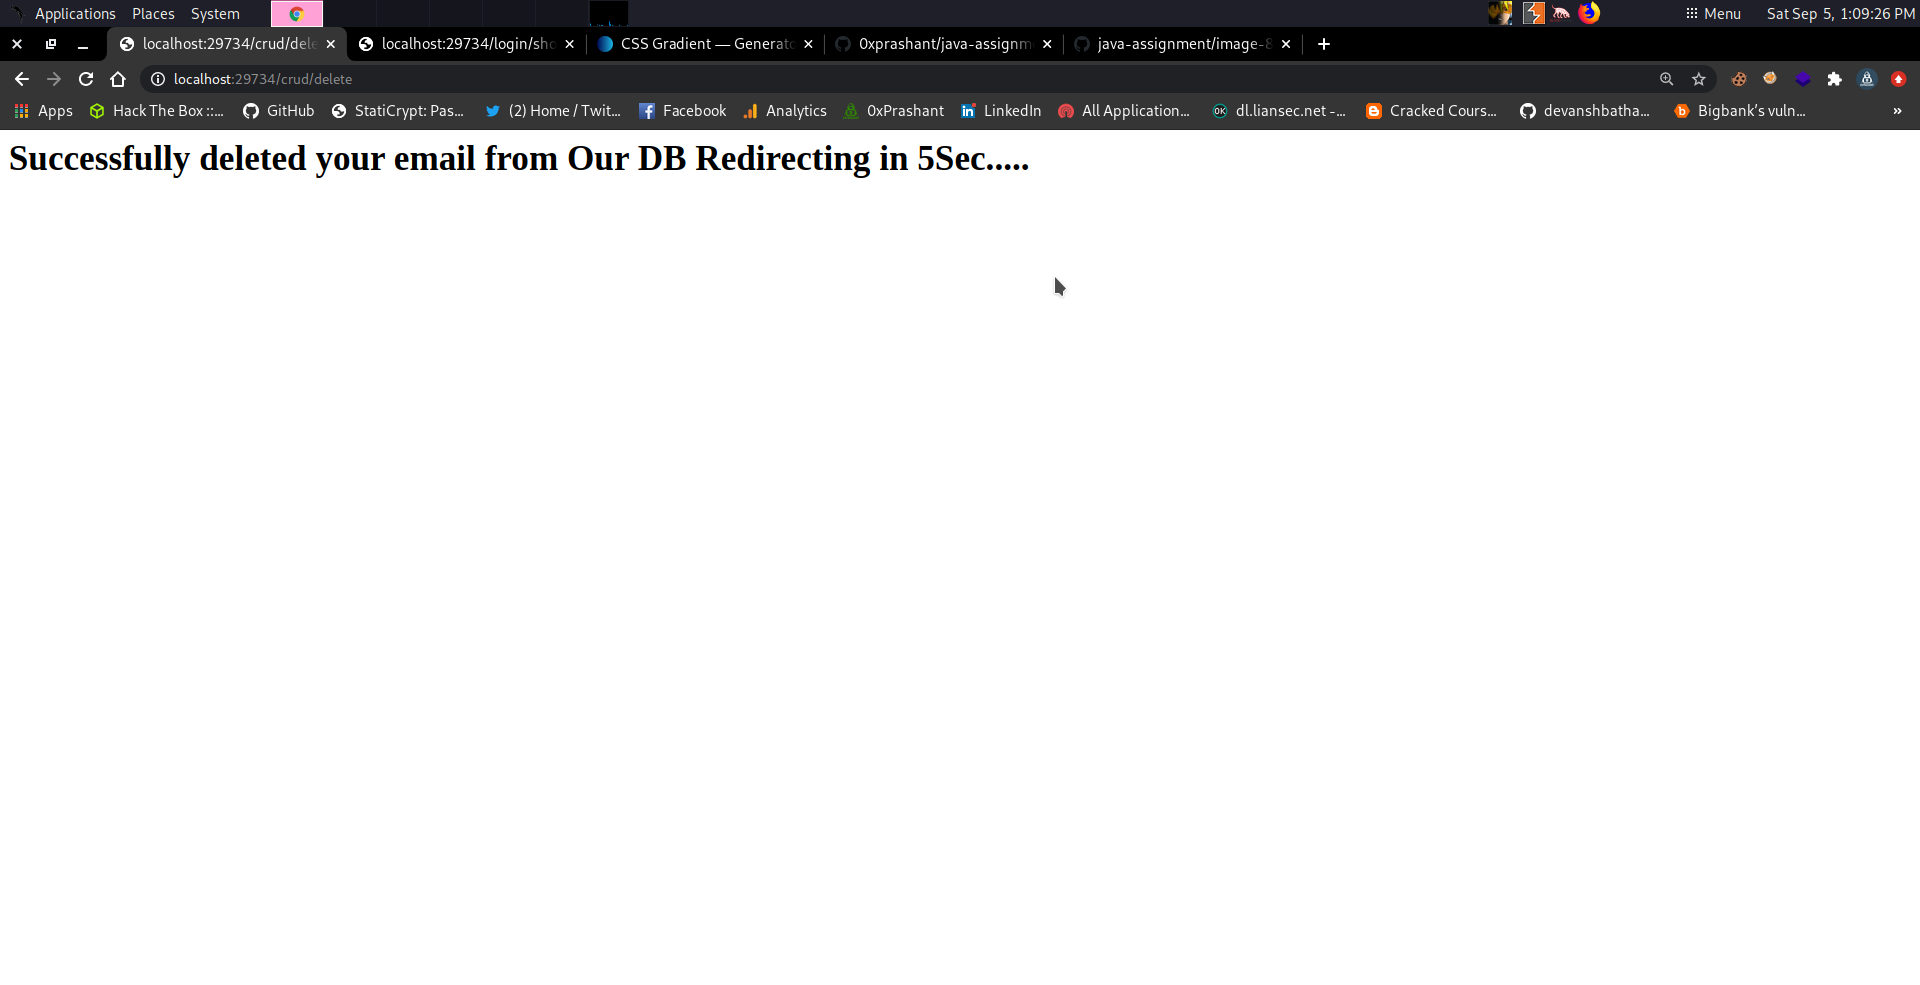 Applications Places System Menu Sat Sep 5, 1:09:26 PM
localhost:29734/crud/dele localhost:29734/login/sho CSS Gradient — Generato 0xprashant/java-assignm java-assignment/image-8
localhost:29734/crud/delete
Apps Hack The Box ::... GitHub StatiCrypt: Pas... (2) Home / Twit... Facebook Analytics 0xPrashant LinkedIn All Application... dl.liansec.net -... Cracked Cours... devanshbatha... Bigbank’s vuln... »
Successfully deleted your email from Our DB Redirecting in 5Sec.....